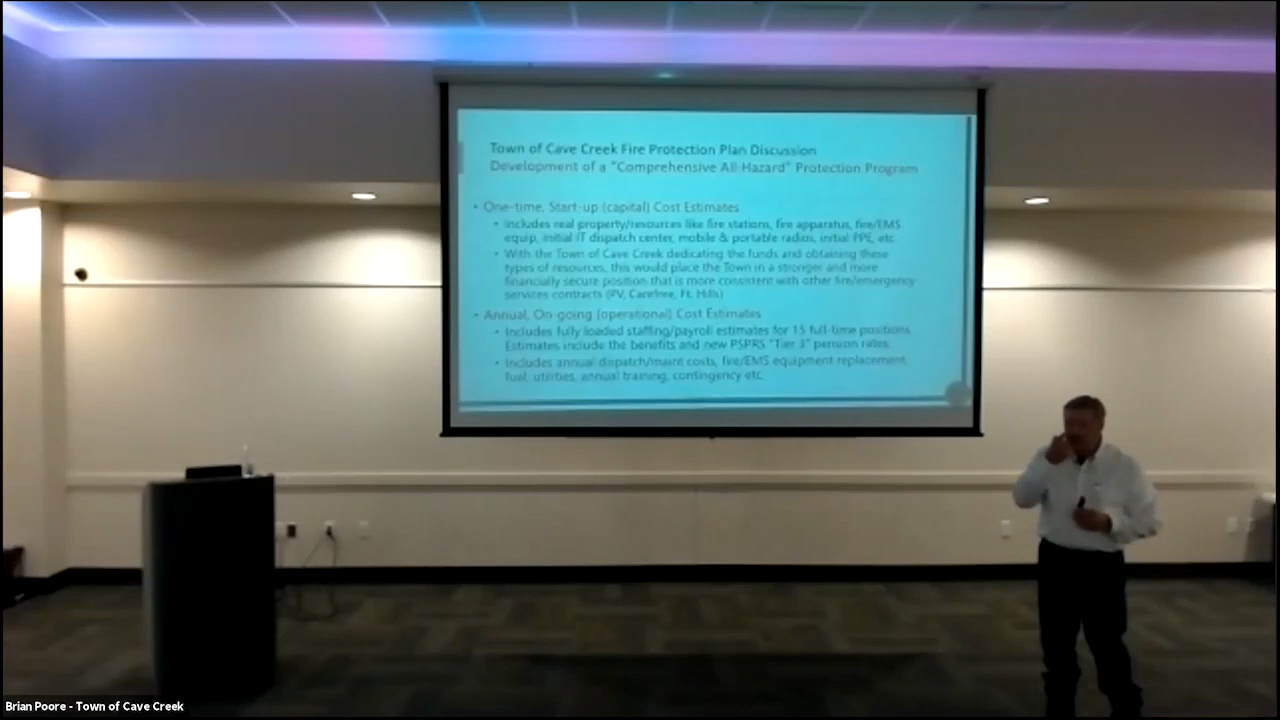 Town of Cave Creek Fire Protection Plan Discussion
Development of a "Comprehensive All-Hazard" Protection Program
• One-time, Start-up (capital) Cost Estimates
• Includes real property/resources like fire stations, fire apparatus, fire/EMS
equip, initial IT dispatch center, mobile & portable radios, initial PPE, etc
• With the Town of Cave Creek dedicating the funds and obtaining these
types of resources, this would place the Town in a stronger and more
financially secure position that is more consistent with other fire/emergency
services contracts (PV, Carefree, Ft. Hills)
• Annual, On-going (operational) Cost Estimates
• Includes fully loaded staffing/payroll estimates for 15 full-time positions.
Estimates include the benefits and new PSPRS "Tier 3" pension rates.
• Includes annual dispatch/maint costs, fire/EMS equipment replacement,
fuel, utilities, annual training, contingency etc.
Brian Poore - Town of Cave Creek